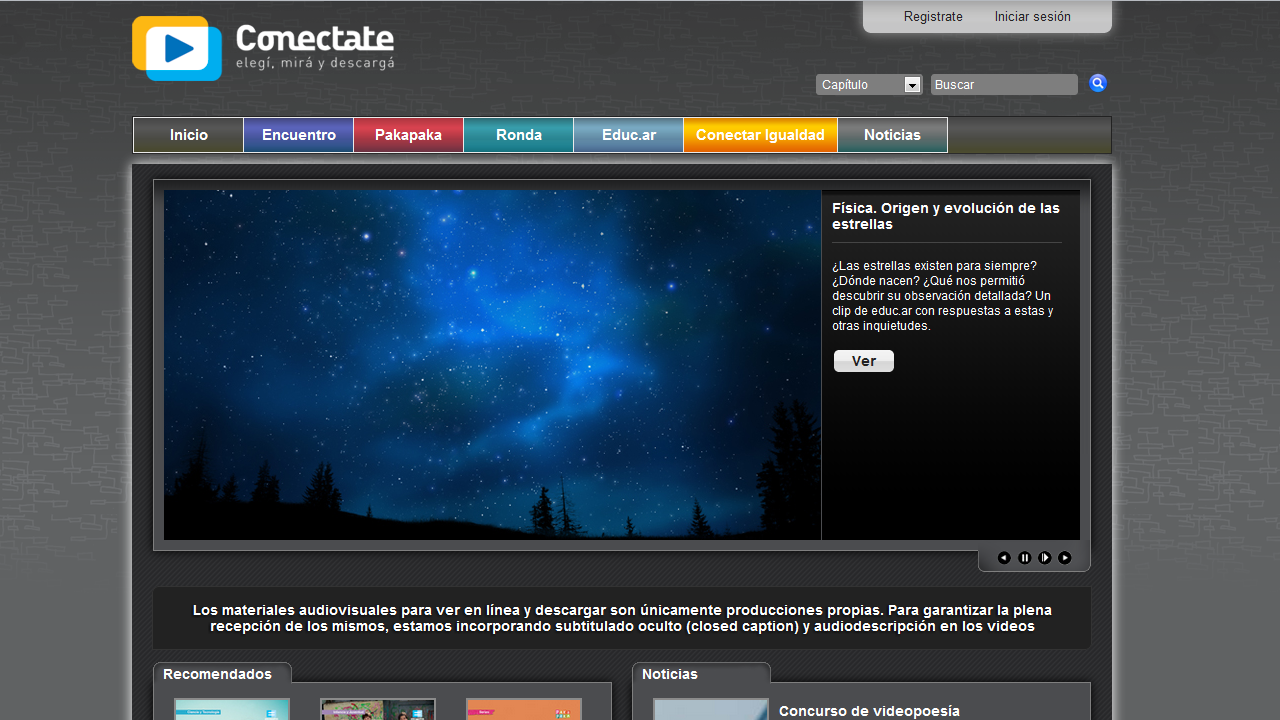 Registrate Iniciar sesión
Conectate
elegí, mirá y descargá
Capítulo Buscar
Inicio Encuentro Pakapaka Ronda Educ.ar Conectar Igualdad Noticias
Física. Origen y evolución de las
estrellas
¿Las estrellas existen para siempre?
¿Dónde nacen? ¿Qué nos permitió
descubrir su observación detallada? Un
clip de educ.ar con respuestas a estas y
otras inquietudes.
Ver
Los materiales audiovisuales para ver en línea y descargar son únicamente producciones propias. Para garantizar la plena
recepción de los mismos, estamos incorporando subtitulado oculto (closed caption) y audiodescripción en los videos
Recomendados
Noticias
Concurso de videopoesía